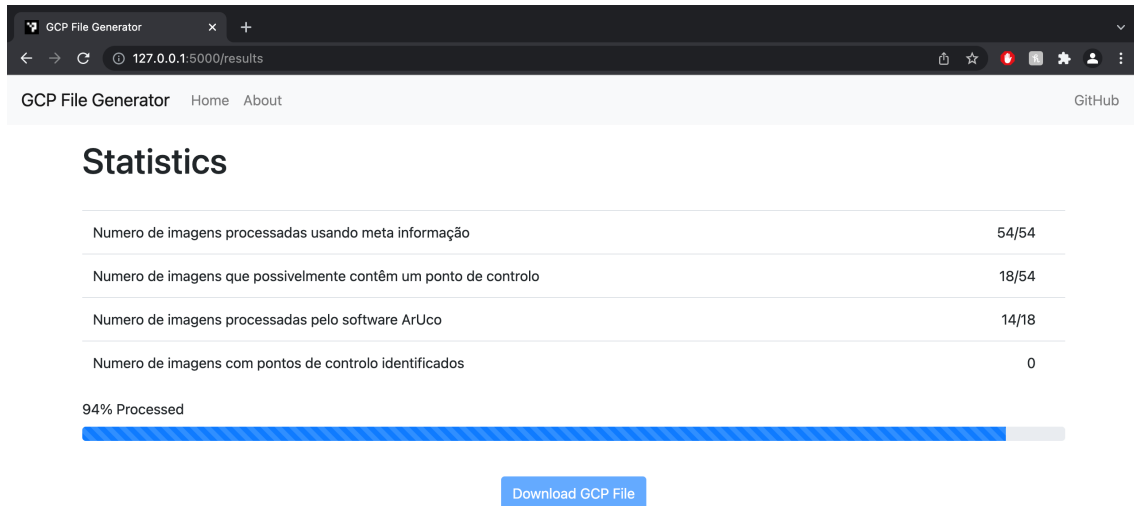 GCP File Generator
127.0.0.1:5000/results
GCP File Generator Home About GitHub
Statistics
Numero de imagens processadas usando meta informação 54/54
Numero de imagens que possivelmente contêm um ponto de controlo 18/54
Numero de imagens processadas pelo software ArUco 14/18
Numero de imagens com pontos de controlo identificados 0
94% Processed
Download GCP File